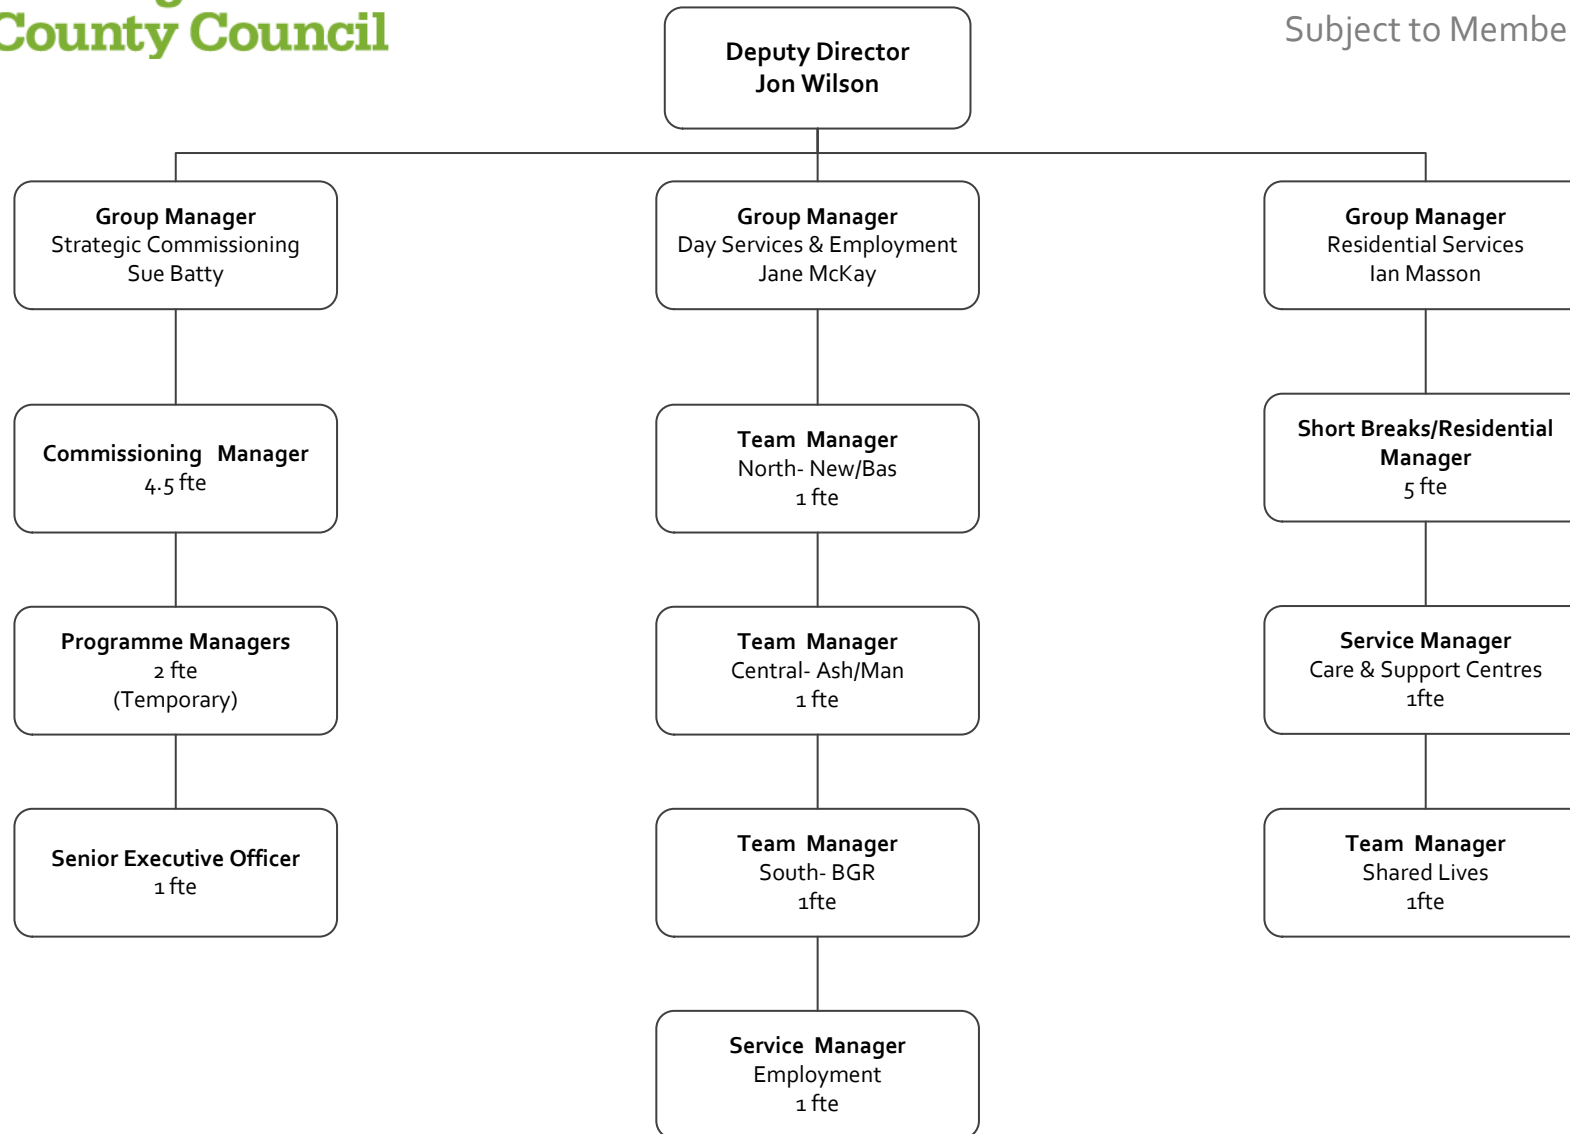 County Council
Subject to Membe
Deputy Director
Jon Wilson
Group Manager
Strategic Commissioning
Sue Batty
Group Manager
Day Services & Employment
Jane McKay
Group Manager
Residential Services
Ian Masson
Commissioning Manager
4.5 fte
Team Manager
North- New/Bas
1 fte
Short Breaks/Residential
Manager
5 fte
Programme Managers
2 fte
(Temporary)
Team Manager
Central- Ash/Man
1 fte
Service Manager
Care & Support Centres
1fte
Senior Executive Officer
1 fte
Team Manager
South- BGR
1fte
Team Manager
Shared Lives
1fte
Service Manager
Employment
1 fte